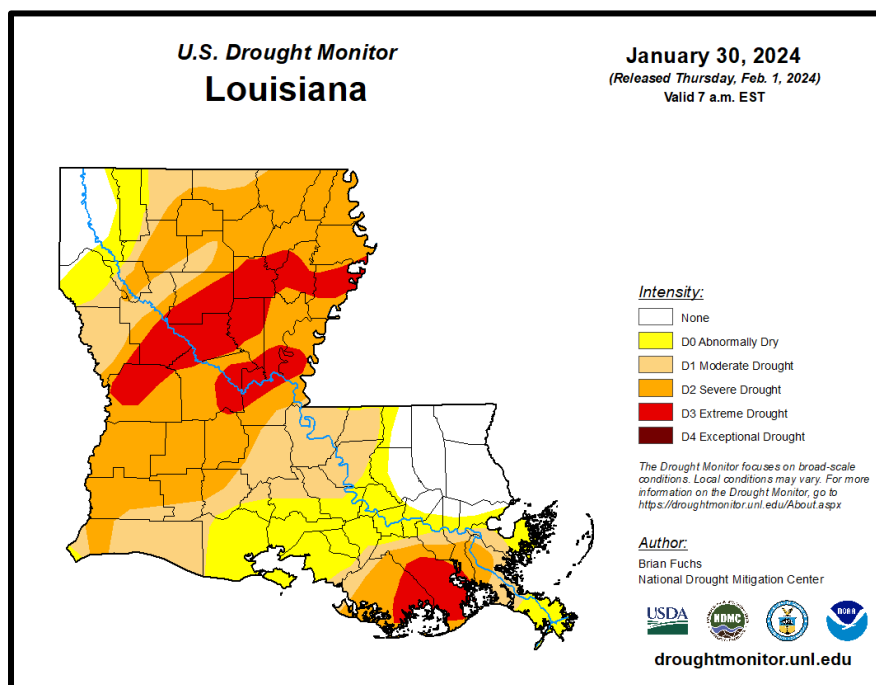 U.S. Drought Monitor
Louisiana
January 30, 2024
(Released Thursday, Feb. 1, 2024)
Valid 7 a.m. EST
Intensity:
None
D0 Abnormally Dry
D1 Moderate Drought
D2 Severe Drought
D3 Extreme Drought
D4 Exceptional Drought
The Drought Monitor focuses on broad-scale
conditions. Local conditions may vary. For more
information on the Drought Monitor, go to
https://droughtmonitor.unl.edu/About.aspx
Author:
Brian Fuchs
National Drought Mitigation Center
USDA
NDMC
NOAA
droughtmonitor.unl.edu